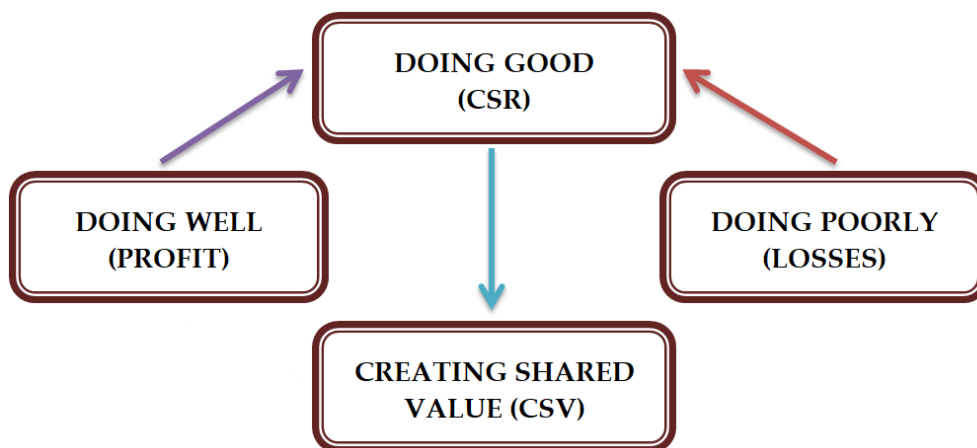 DOING GOOD
(CSR)
DOING WELL
(PROFIT)
DOING POORLY
(LOSSES)
CREATING SHARED
VALUE (CSV)